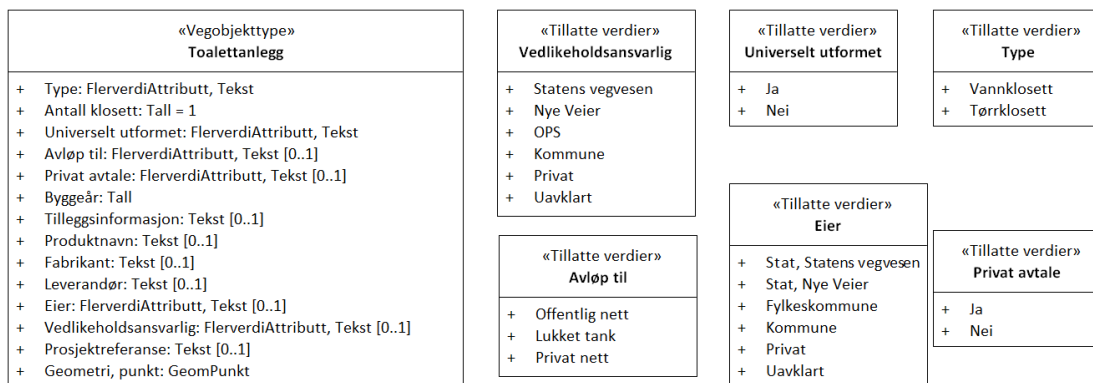 «Vegobjekttype»
Toalettanlegg
+ Type: FlerverdiAttributt, Tekst
+ Antall klosett: Tall = 1
+ Universelt utformet: FlerverdiAttributt, Tekst
+ Avløp til: FlerverdiAttributt, Tekst [0..1]
+ Privat avtale: FlerverdiAttributt, Tekst [0..1]
+ Byggeår: Tall
+ Tilleggsinformasjon: Tekst [0..1]
+ Produktnavn: Tekst [0..1]
+ Fabrikant: Tekst [0..1]
+ Leverandør: Tekst [0..1]
+ Eier: FlerverdiAttributt, Tekst [0..1]
+ Vedlikeholdsansvarlig: FlerverdiAttributt, Tekst [0..1]
+ Prosjektreferanse: Tekst [0..1]
+ Geometri, punkt: GeomPunkt
«Tillatte verdier»
Vedlikeholdsansvarlig
+ Statens vegvesen
+ Nye Veier
+ OPS
+ Kommune
+ Privat
+ Uavklart
«Tillatte verdier»
Universelt utformet
+ Ja
+ Nei
«Tillatte verdier»
Type
+ Vannklosett
+ Tørrklosett
«Tillatte verdier»
Avløp til
+ Offentlig nett
+ Lukket tank
+ Privat nett
«Tillatte verdier»
Eier
+ Stat, Statens vegvesen
+ Stat, Nye Veier
+ Fylkeskommune
+ Kommune
+ Privat
+ Uavklart
«Tillatte verdier»
Privat avtale
+ Ja
+ Nei